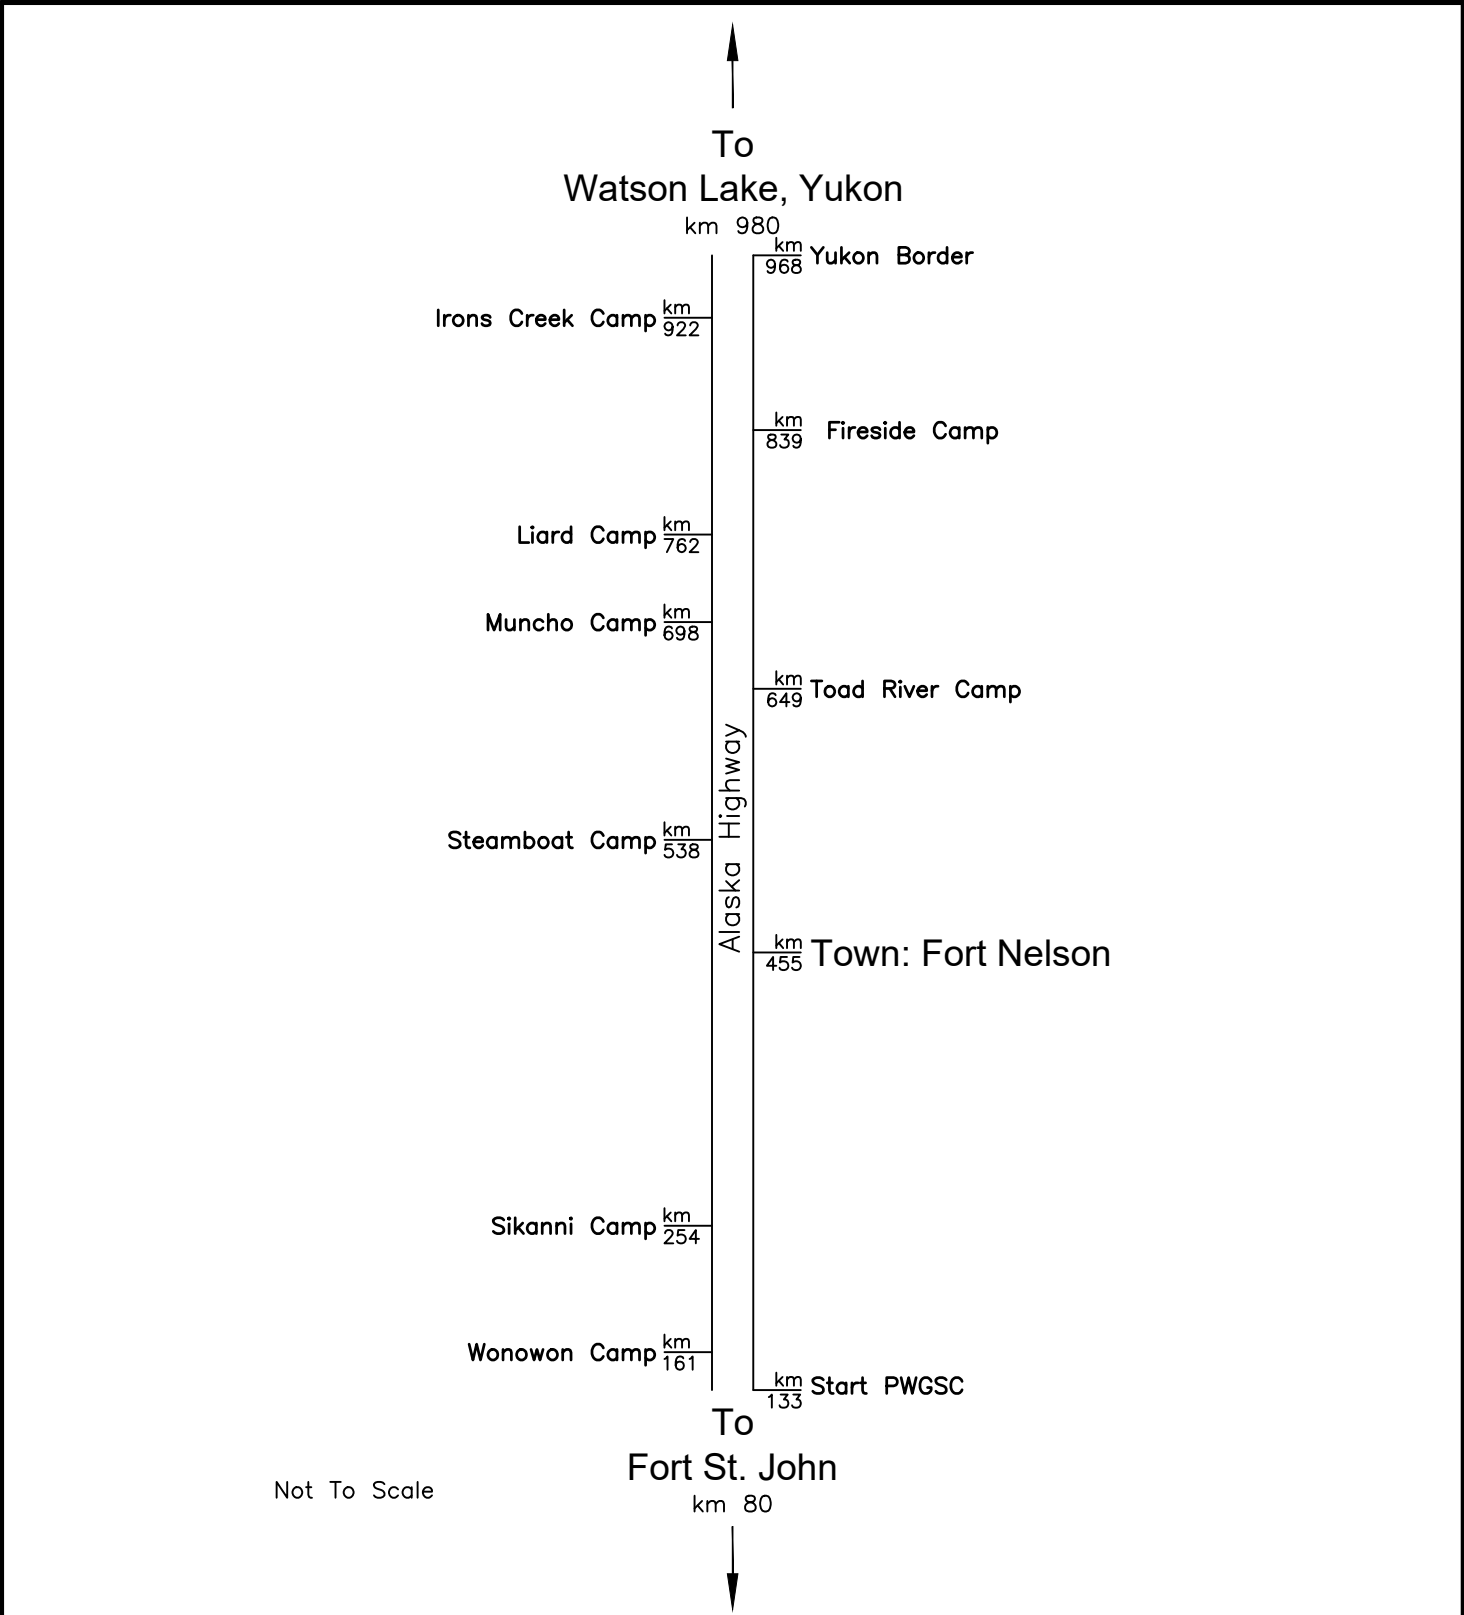 To
Watson Lake, Yukon
km 980
km
968
Yukon Border
Irons Creek Camp
km
922
km
839
Fireside Camp
Liard Camp
km
762
Muncho Camp
km
698
km
649
Toad River Camp
Alaska Highway
Steamboat Camp
km
538
km
455
Town: Fort Nelson
Sikanni Camp
km
254
Wonowon Camp
km
161
km
133
Start PWGSC
To
Fort St. John
km 80
Not To Scale